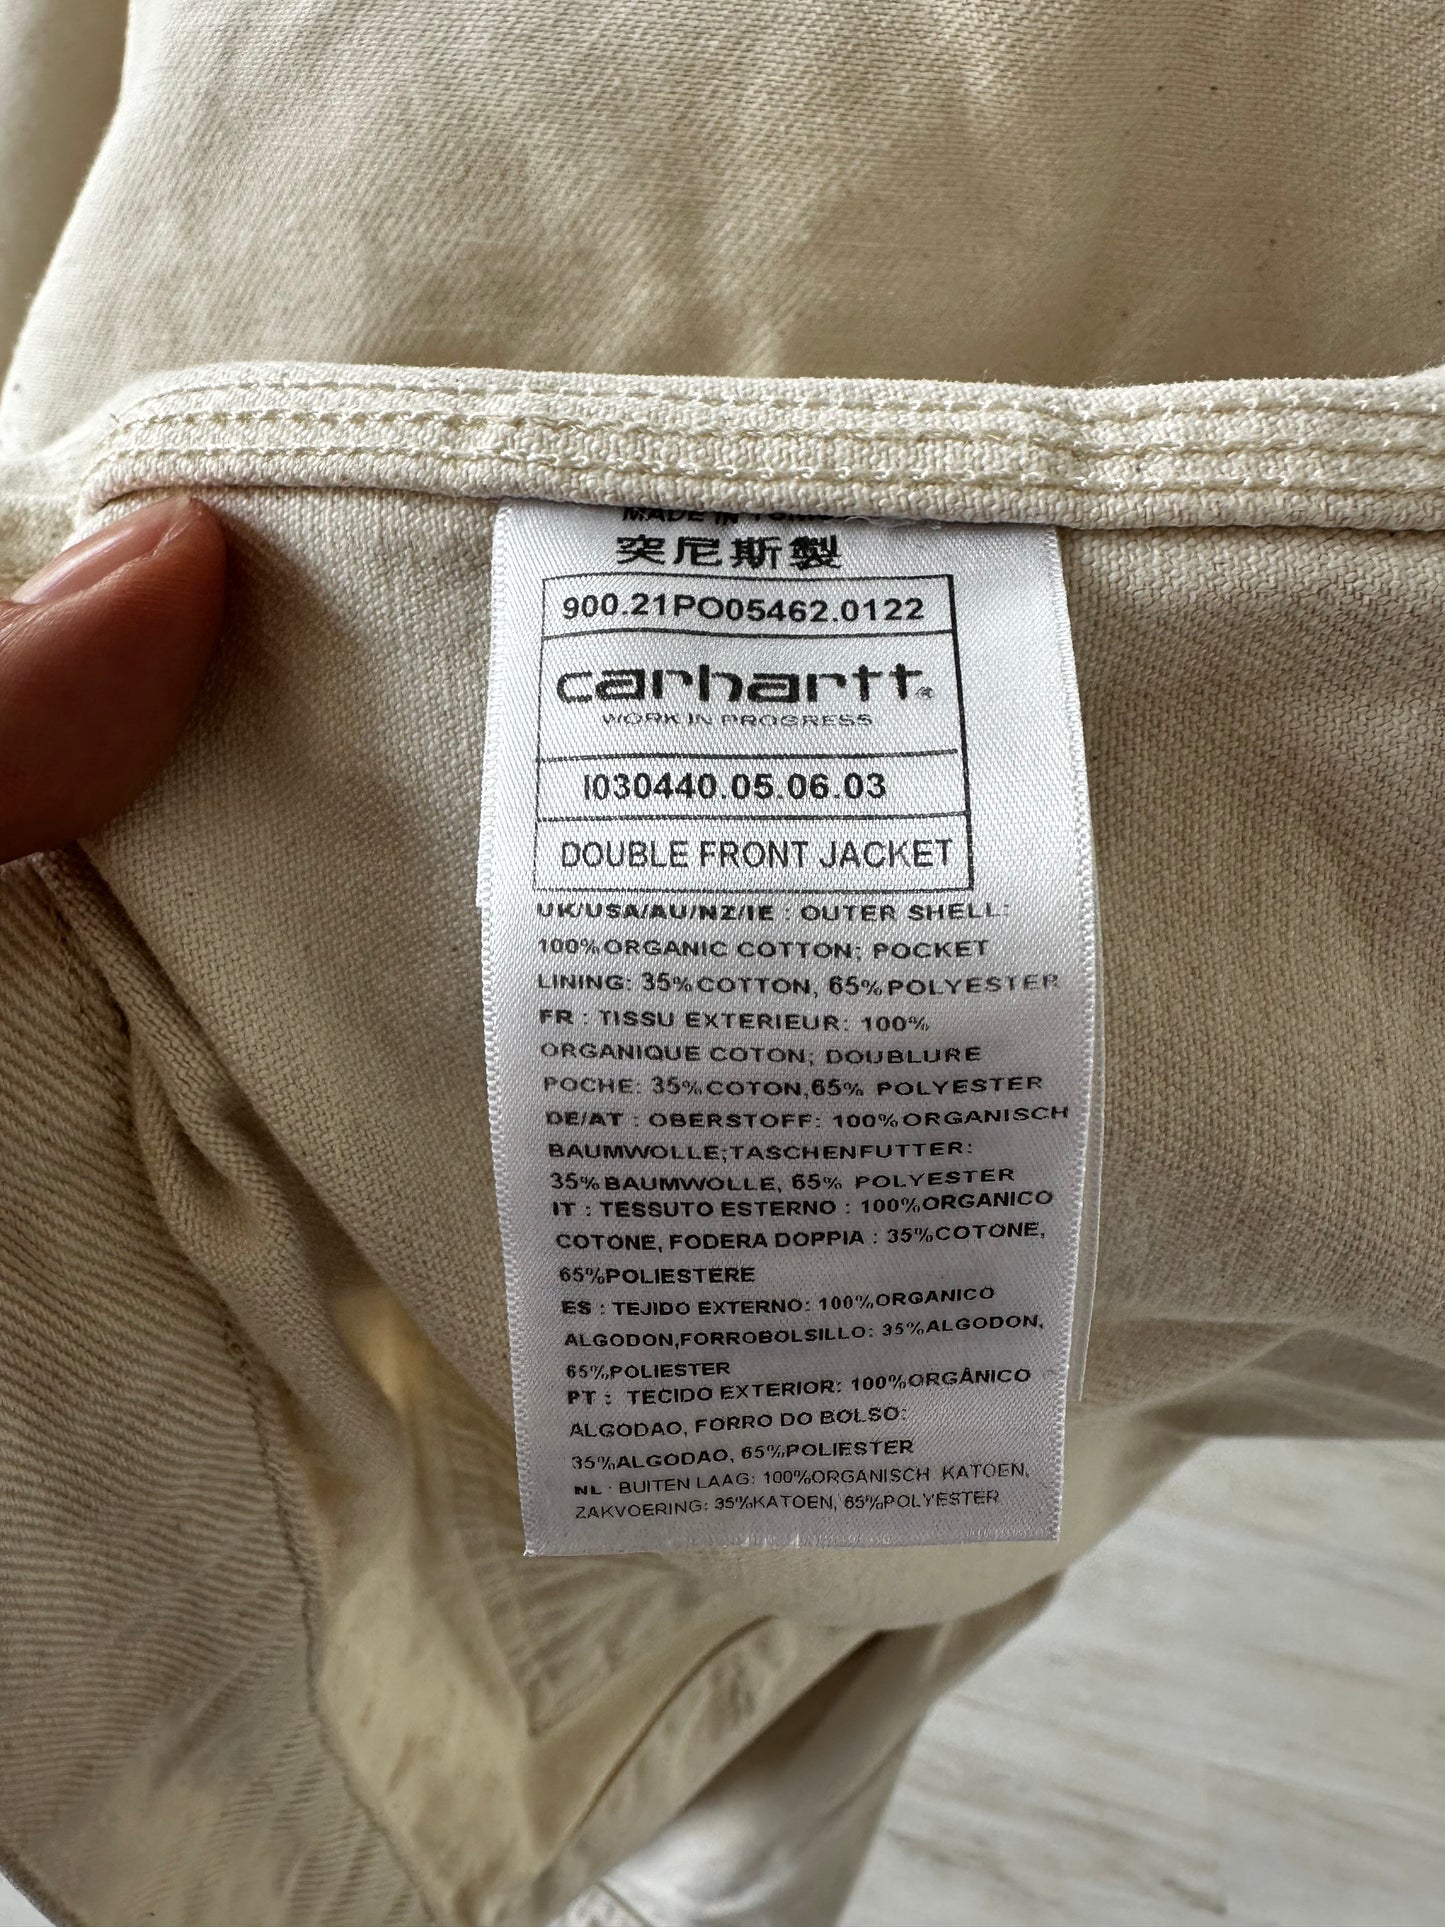 MADE IN TUNISIA
突尼斯製
900.21PO05462.0122
carhartt®
WORK IN PROGRESS
I030440.05.06.03
DOUBLE FRONT JACKET
UK/USA/AU/NZ/IE : OUTER SHELL:
100%ORGANIC COTTON; POCKET
LINING: 35%COTTON, 65%POLYESTER
FR : TISSU EXTERIEUR: 100%
ORGANIQUE COTON; DOUBLURE
POCHE: 35%COTON,65% POLYESTER
DE/AT : OBERSTOFF: 100%ORGANISCH
BAUMWOLLE;TASCHENFUTTER:
35%BAUMWOLLE, 65% POLYESTER
IT : TESSUTO ESTERNO : 100%ORGANICO
COTONE, FODERA DOPPIA : 35%COTONE,
65%POLIESTERE
ES : TEJIDO EXTERNO: 100%ORGANICO
ALGODON,FORROBOLSILLO: 35%ALGODON,
65%POLIESTER
PT : TECIDO EXTERIOR: 100%ORGÂNICO
ALGODAO, FORRO DO BOLSO:
35%ALGODAO, 65%POLIESTER
NL : BUITEN LAAG: 100%ORGANISCH KATOEN,
ZAKVOERING: 35%KATOEN, 65%POLYESTER